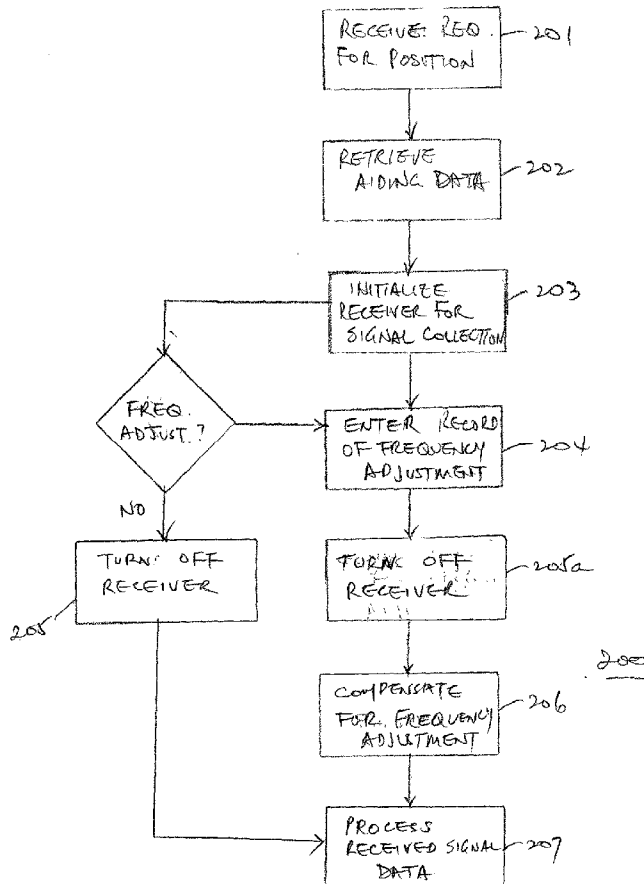 RECEIVE REQ.
FOR POSITION
201
RETRIEVE
AIDING DATA
202
INITIALIZE
RECEIVER FOR
SIGNAL COLLECTION
203
FREQ.
ADJUST.?
ENTER RECORD
OF FREQUENCY
ADJUSTMENT
204
NO
TURN OFF
RECEIVER
205
TURN OFF
RECEIVER
205a
COMPENSATE
FOR FREQUENCY
ADJUSTMENT
206
200
PROCESS
RECEIVED SIGNAL
DATA
207